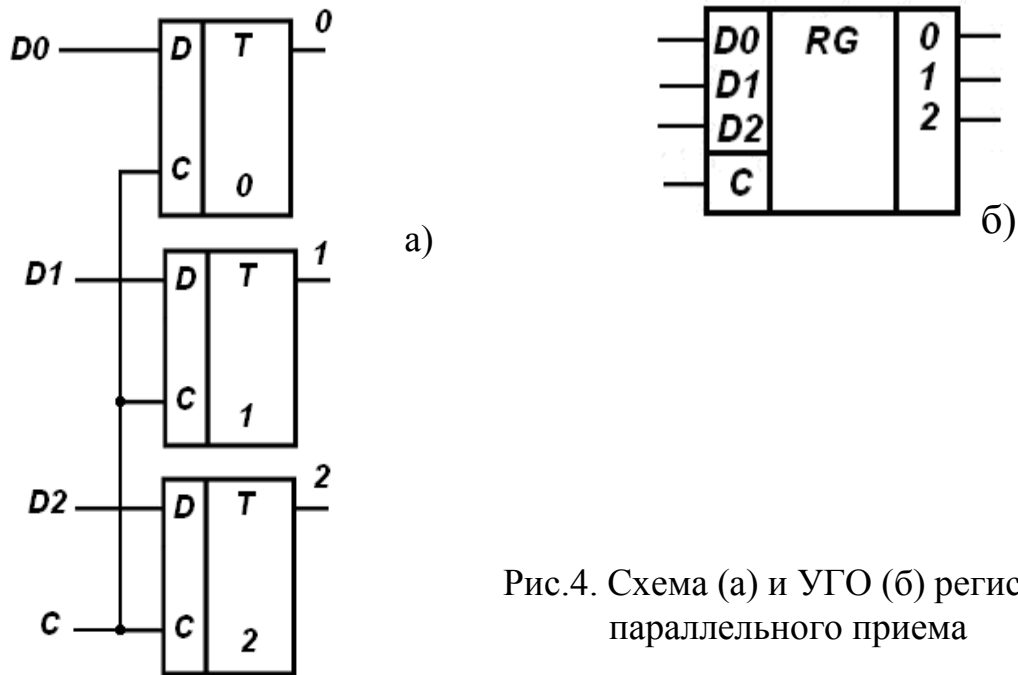 0
D0 D T
C
0
а)
1
D1 D T
C
1
2
D2 D T
C C
2
D0 RG 0
D1 1
D2 2
C
б)
Рис.4. Схема (а) и УГО (б)
параллельного приема